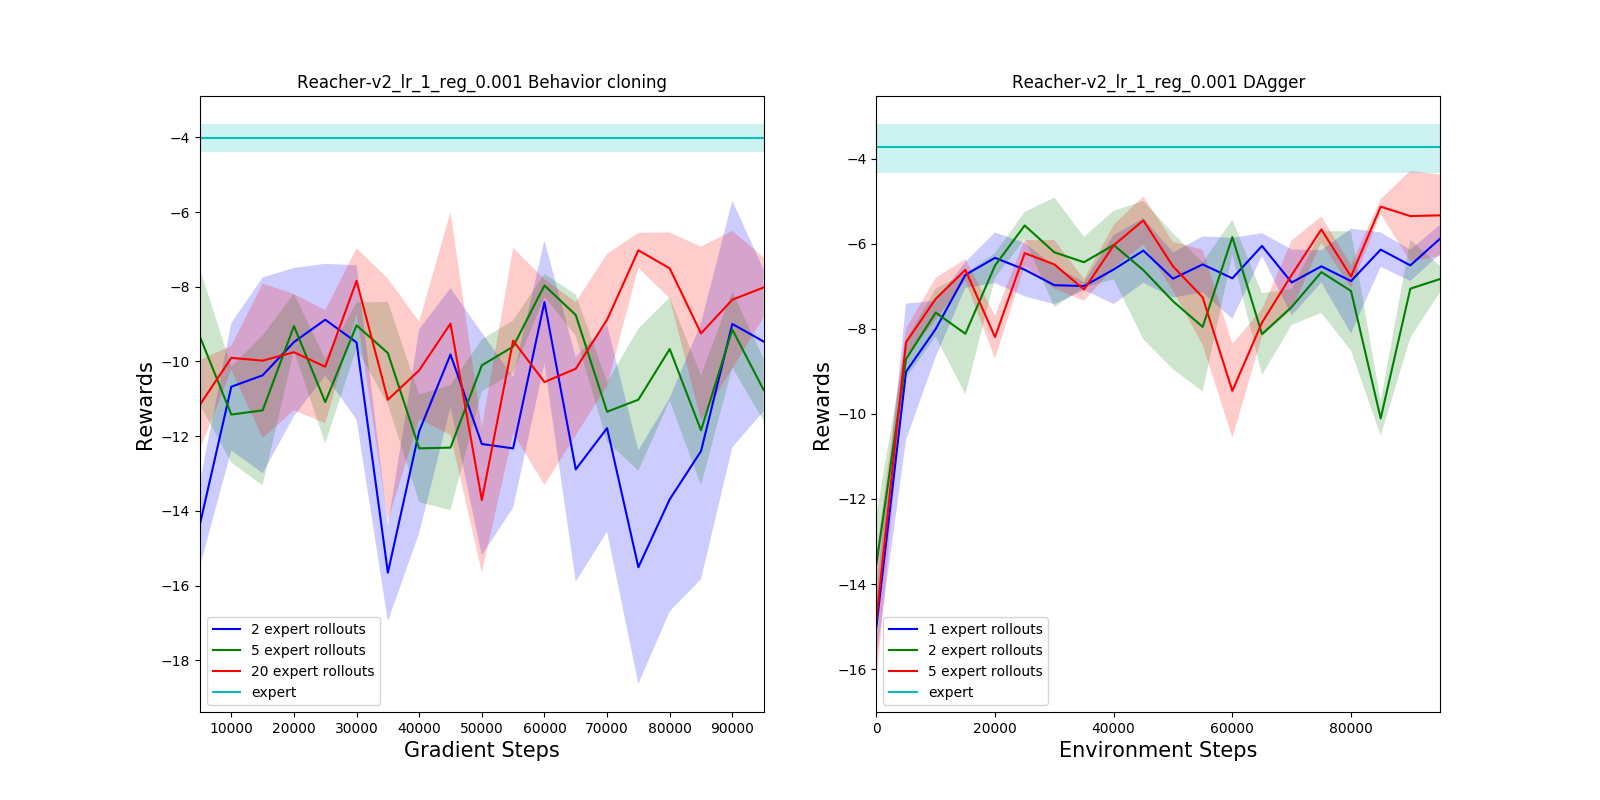 Reacher-v2_lr_1_reg_0.001 Behavior cloning
Rewards
−4
−6
−8
−10
−12
−14
−16
−18
2 expert rollouts
5 expert rollouts
20 expert rollouts
expert
10000 20000 30000 40000 50000 60000 70000 80000 90000
Gradient Steps
Reacher-v2_lr_1_reg_0.001 DAgger
Rewards
−4
−6
−8
−10
−12
−14
−16
1 expert rollouts
2 expert rollouts
5 expert rollouts
expert
0 20000 40000 60000 80000
Environment Steps